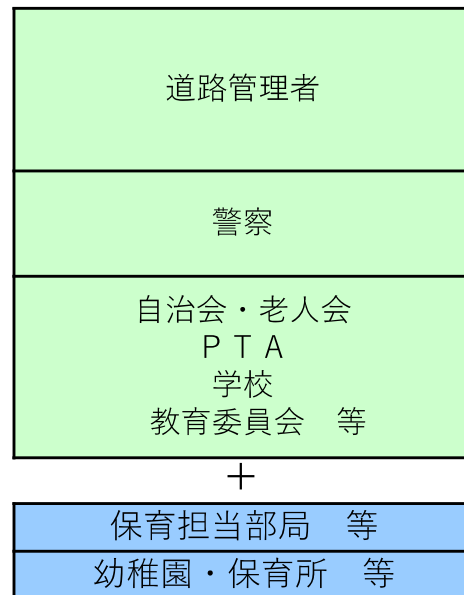 道路管理者
警察
自治会・老人会
ＰＴＡ
学校
教育委員会　等
＋
保育担当部局　等
幼稚園・保育所　等